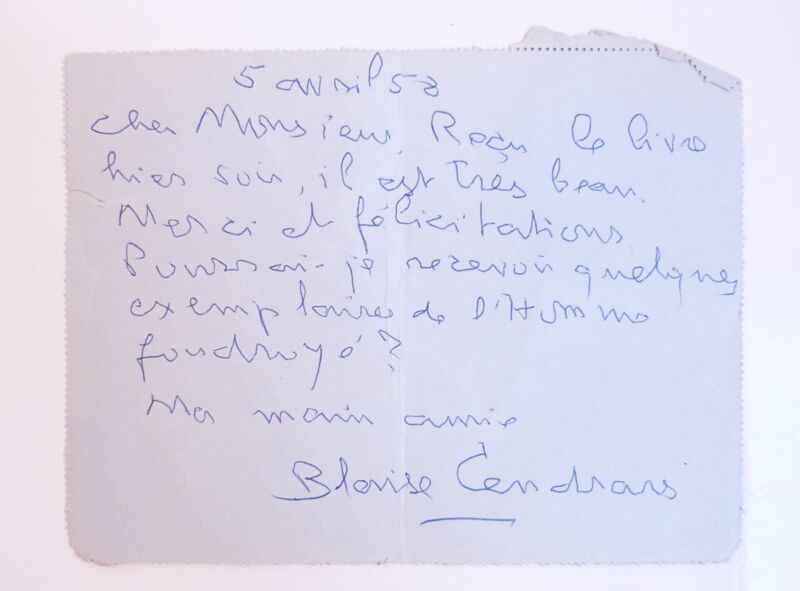 5 avril 58
Cher Monsieur, Reçu le livre
hier soir, il est très beau.
Merci et félicitations
Pourrai-je recevoir quelques
exemplaires de l'Homme
foudroyé?
Ma main amie
Blaise Cendrars